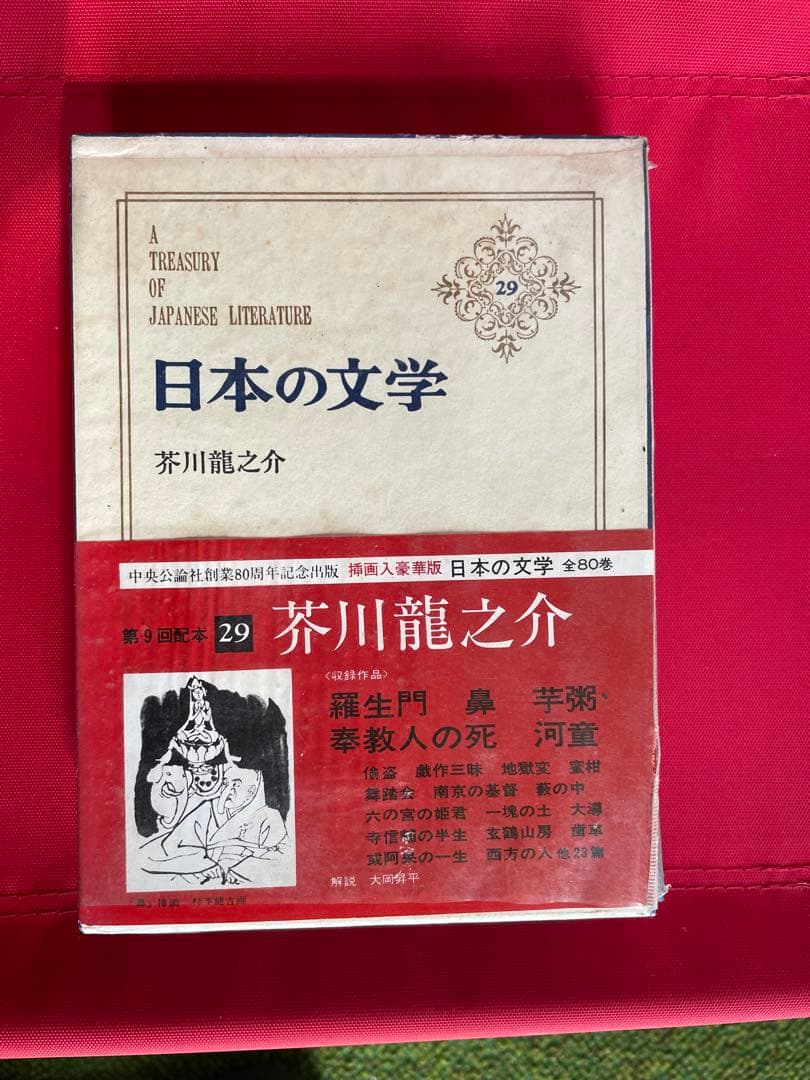 A
TREASURY
OF
JAPANESE LITERATURE
29
日本の文学
芥川龍之介
中央公論社創業80周年記念出版 挿画入豪華版 日本の文学 全80巻
第9回配本 29 芥川龍之介
〈収録作品〉
羅生門 鼻 芋粥
奉教人の死 河童
偸盗 戯作三昧 地獄変 蜜柑
舞踏会 南京の基督 藪の中
六の宮の姫君 一塊の土 大導
寺信輔の半生 玄鶴山房 歯車
或阿呆の一生 西方の人 他23篇
解説 大岡昇平
「鼻」挿画